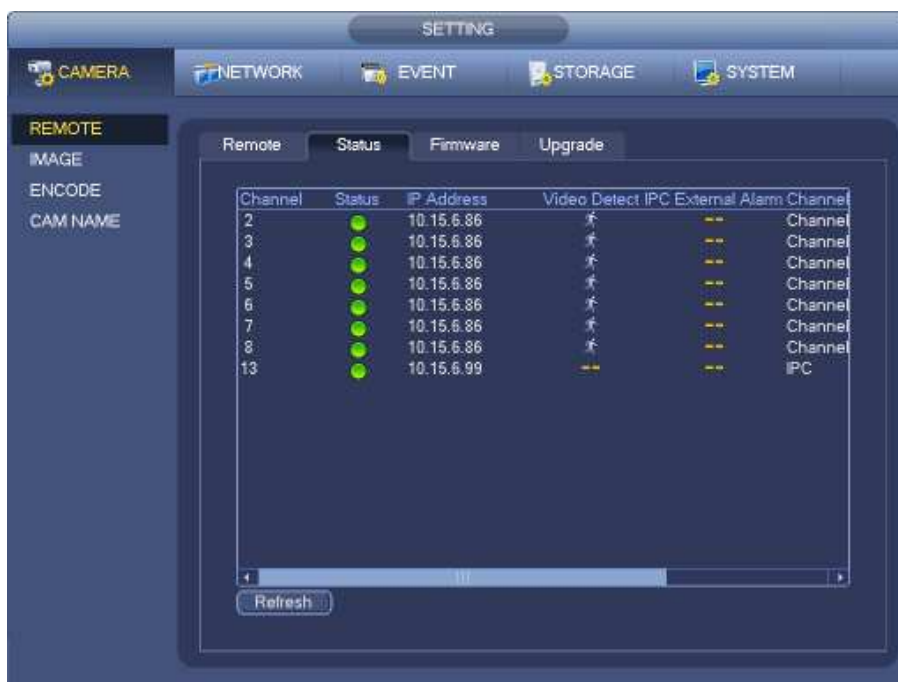 SETTING
CAMERA NETWORK EVENT STORAGE SYSTEM
REMOTE
IMAGE
ENCODE
CAM NAME
Remote Status Firmware Upgrade
Channel Status IP Address Video Detect IPC External Alarm Channel
2 10.15.6.86 -- Channel
3 10.15.6.86 -- Channel
4 10.15.6.86 -- Channel
5 10.15.6.86 -- Channel
6 10.15.6.86 -- Channel
7 10.15.6.86 -- Channel
8 10.15.6.86 -- Channel
13 10.15.6.99 -- -- IPC
Refresh